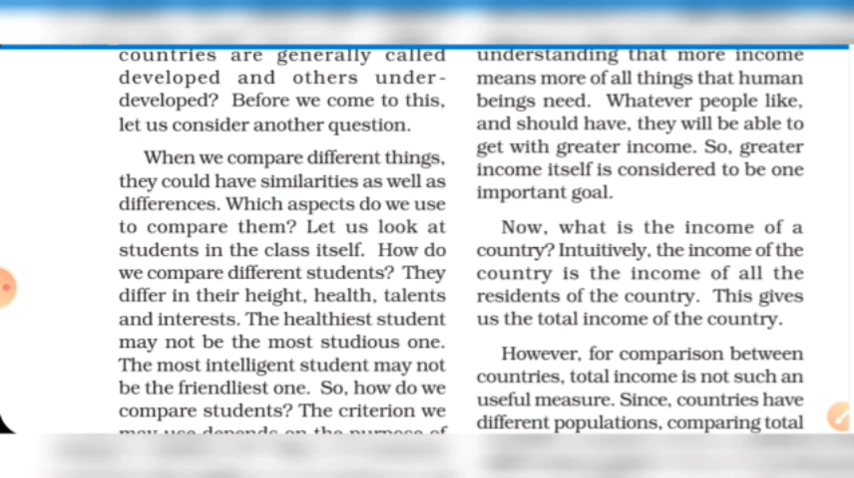 countries are generally called
developed and others under-
developed? Before we come to this,
let us consider another question.
When we compare different things,
they could have similarities as well as
differences. Which aspects do we use
to compare them? Let us look at
students in the class itself. How do
we compare different students? They
differ in their height, health, talents
and interests. The healthiest student
may not be the most studious one.
The most intelligent student may not
be the friendliest one. So, how do we
compare students? The criterion we
may use depends on the purpose of
understanding that more income
means more of all things that human
beings need. Whatever people like,
and should have, they will be able to
get with greater income. So, greater
income itself is considered to be one
important goal.
Now, what is the income of a
country? Intuitively, the income of the
country is the income of all the
residents of the country. This gives
us the total income of the country.
However, for comparison between
countries, total income is not such an
useful measure. Since, countries have
different populations, comparing total